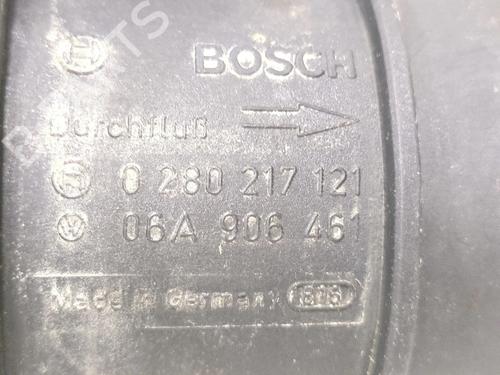 BOSCH
Durchfluß
0 280 217 121
06A 906 461
Made in Germany